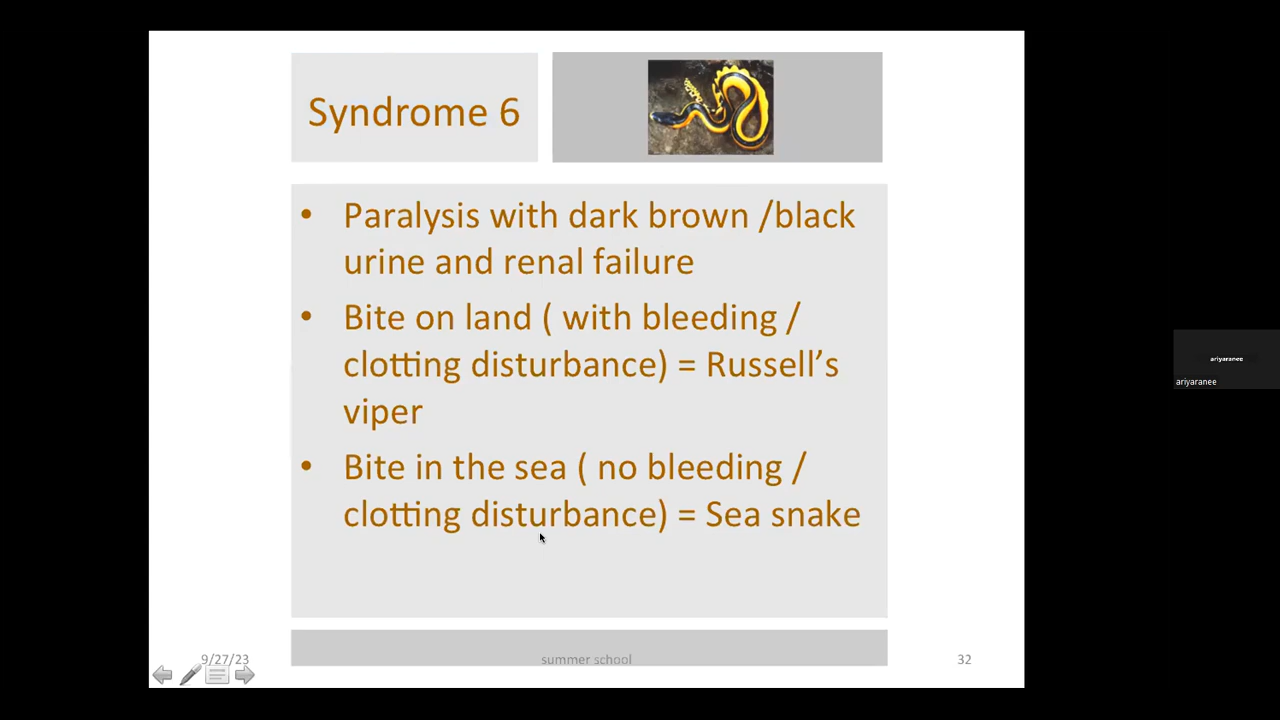 Syndrome 6
• Paralysis with dark brown /black
urine and renal failure
• Bite on land ( with bleeding /
clotting disturbance) = Russell’s
viper
• Bite in the sea ( no bleeding /
clotting disturbance) = Sea snake
ariyaranee
ariyaranee
9/27/23
summer school
32